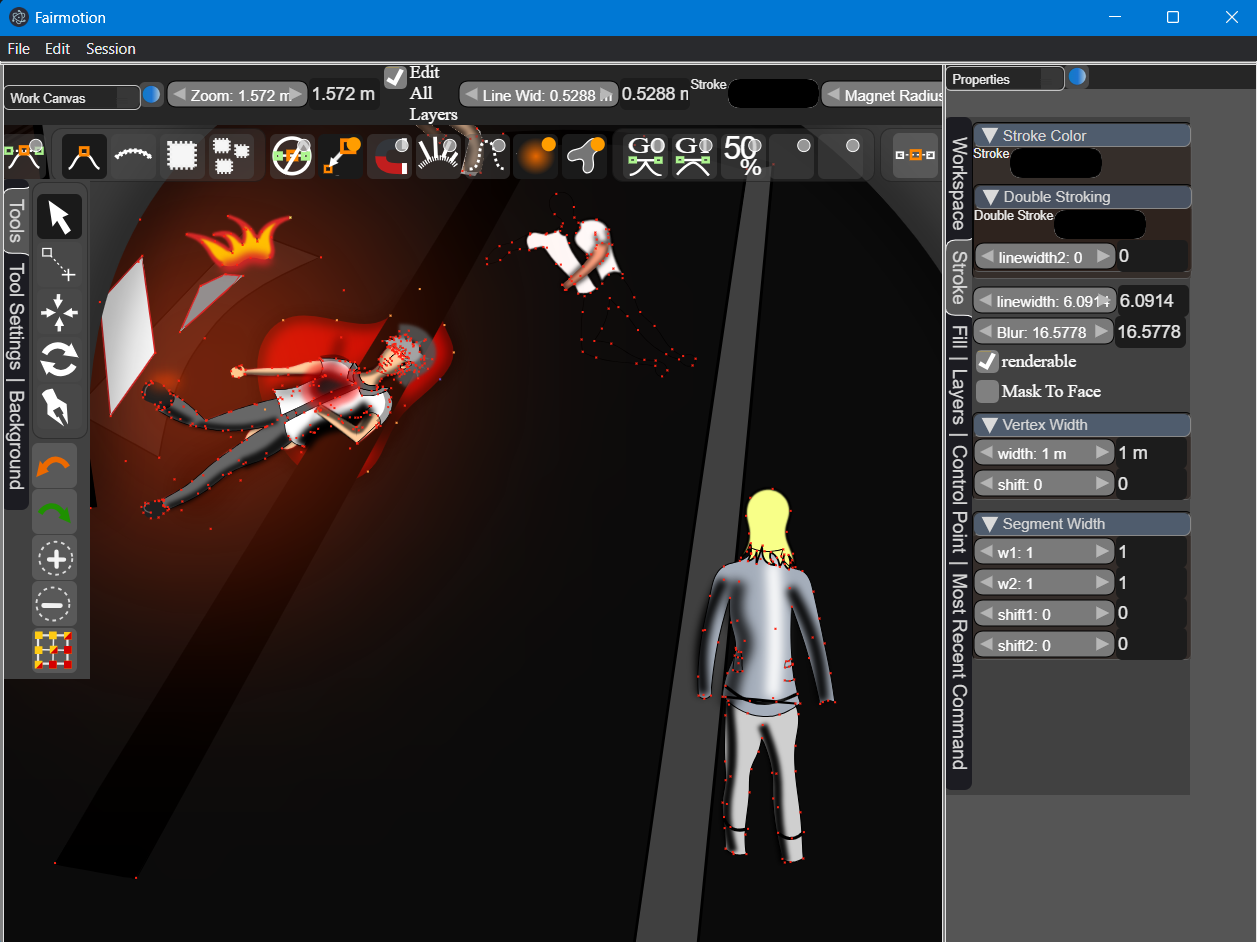 Fairmotion
File Edit Session
Work Canvas
Zoom: 1.572 m
1.572 m
Edit
All
Layers
Line Wid: 0.5288
0.5288
Stroke
Magnet Radius
L
GO
50
%
Tools
Tool Settings | Background
Properties
Workspace
Stroke
Fill | Layers | Control Point | Most Recent Command
Stroke Color
Stroke
Double Stroking
Double Stroke
linewidth2: 0
0
linewidth: 6.0914
6.0914
Blur: 16.5778
16.5778
renderable
Mask To Face
Vertex Width
width: 1 m
1 m
shift: 0
0
Segment Width
w1: 1
1
w2: 1
1
shift1: 0
0
shift2: 0
0